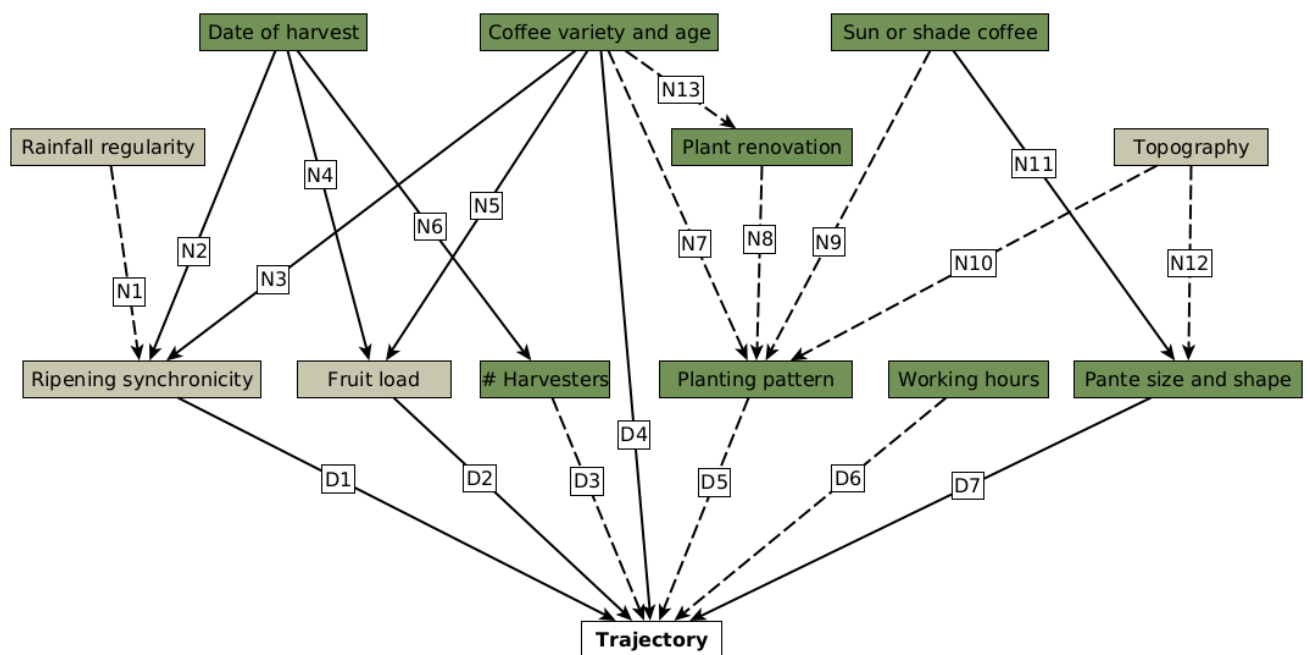 Date of harvest
Coffee variety and age
Sun or shade coffee
N13
Rainfall regularity
Plant renovation
Topography
N11
N4
N5
N6
N2
N7
N8
N9
N3
N10
N12
N1
Ripening synchronicity
Fruit load
# Harvesters
Planting pattern
Working hours
Pante size and shape
D4
D1
D2
D3
D5
D6
D7
Trajectory